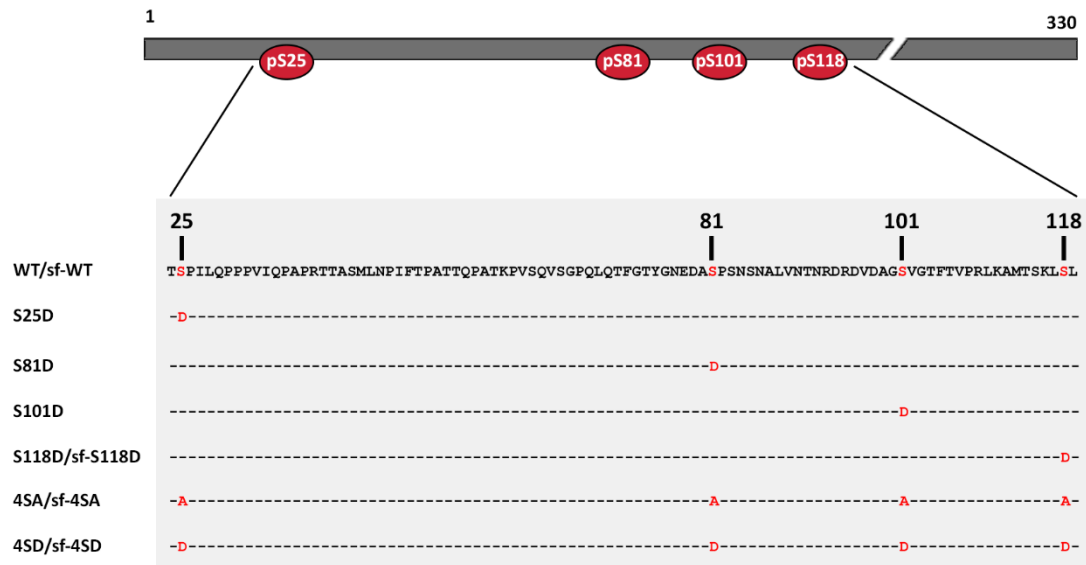 1
330
pS25 pS81 pS101 pS118
25 81 101 118
WT/sf-WT TSPILQPPPVIQPAPRTTASMLNPIFTPATTQPATKPVSQVSGPQLQTFGTYGNEDASPSNSNALVNTNRDRDVDAGSVGTFTVPRLKAMTSKLSL
S25D -D----------------------------------------------------------------------------------------------
S81D ---------------------------------------------------------D--------------------------------------
S101D -----------------------------------------------------------------------------D------------------
S118D/sf-S118D ----------------------------------------------------------------------------------------------D-
4SA/sf-4SA -A-------------------------------------------------------A-------------------A----------------A-
4SD/sf-4SD -D-------------------------------------------------------D-------------------D----------------D-